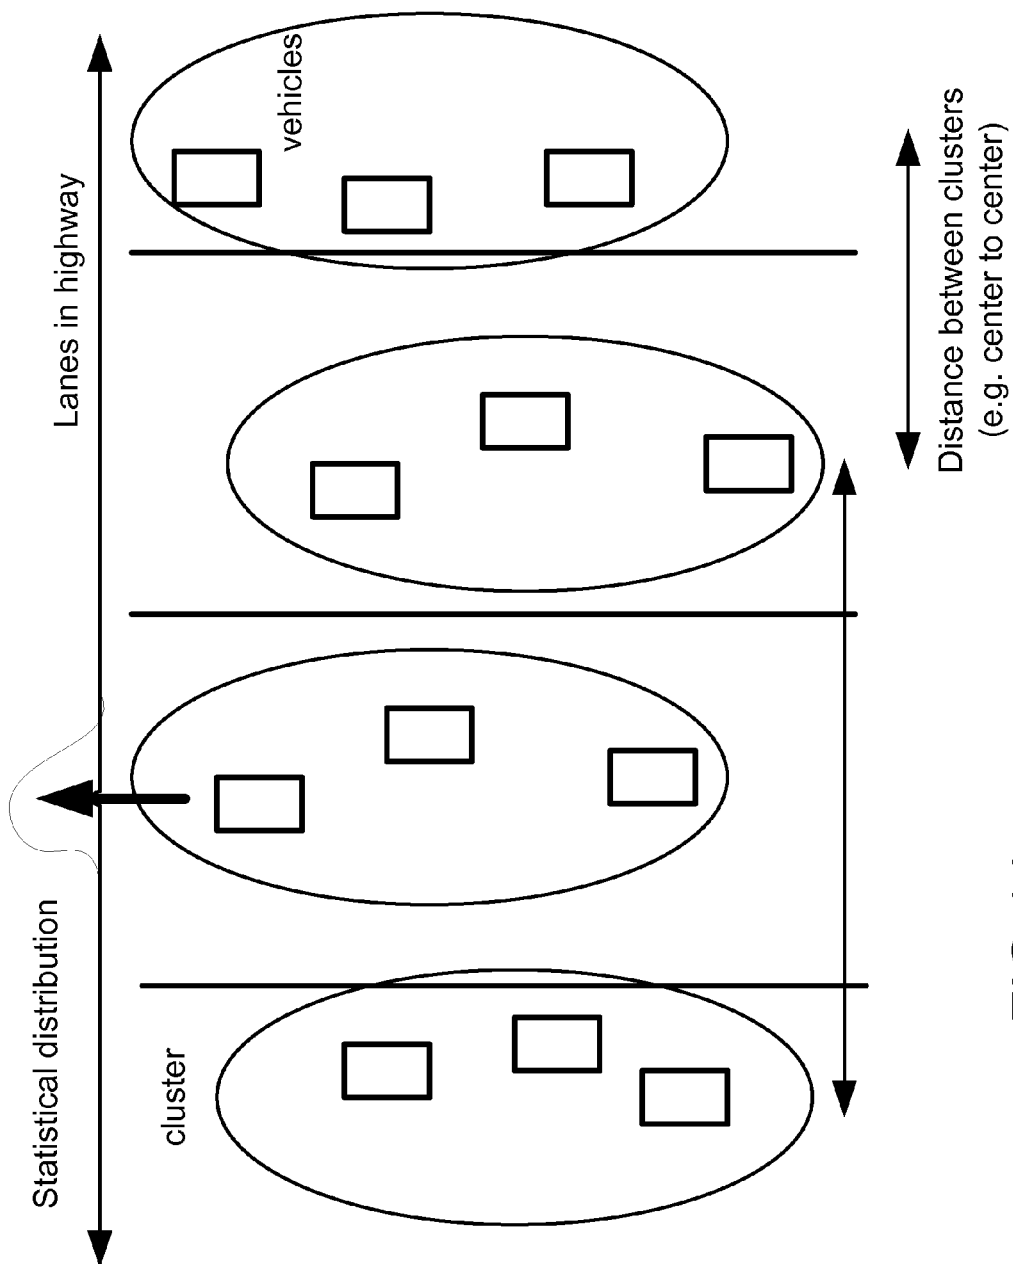 Lanes in highway
Statistical distribution
vehicles
cluster
Distance between clusters
(e.g. center to center)